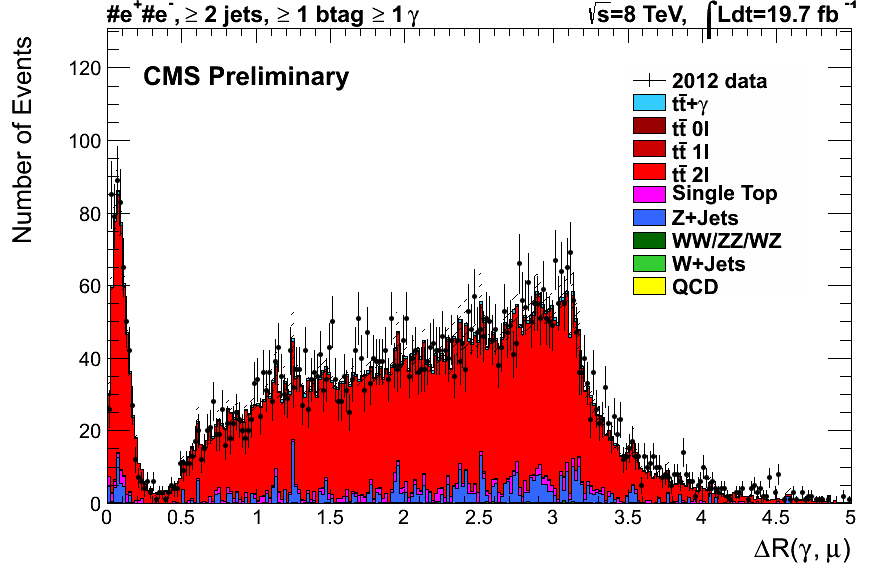 #e⁺#e⁻, ≥ 2 jets, ≥ 1 btag ≥ 1 γ
√s=8 TeV, ∫Ldt=19.7 fb⁻¹
CMS Preliminary
Number of Events
120
100
80
60
40
20
0
2012 data
tt̄+γ
tt̄ 0l
tt̄ 1l
tt̄ 2l
Single Top
Z+Jets
WW/ZZ/WZ
W+Jets
QCD
0 0.5 1 1.5 2 2.5 3 3.5 4 4.5 5
ΔR(γ, μ)